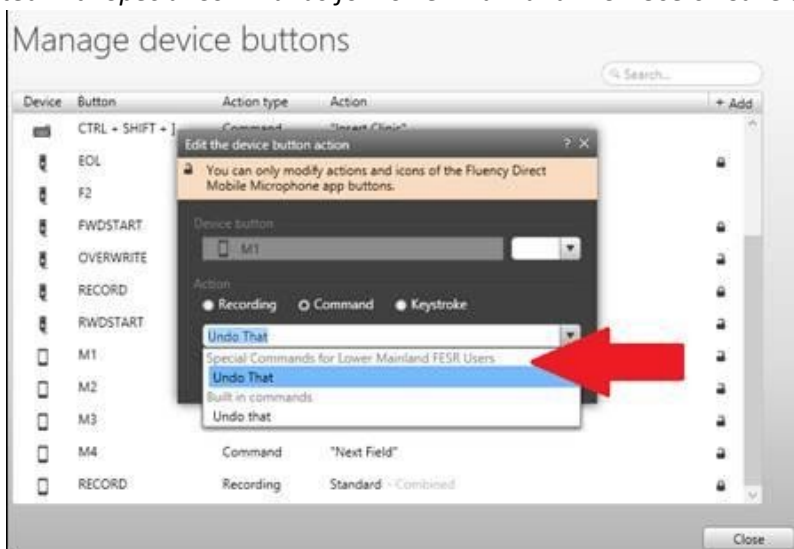 Manage device buttons
Search...
Device Button Action type Action + Add
CTRL + SHIFT + ] Command "Insert Clinic"
Edit the device button action ? X
You can only modify actions and icons of the Fluency Direct
Mobile Microphone app buttons.
EOL
F2
FWDSTART
Device button
M1
OVERWRITE
Action
RECORD
Recording Command Keystroke
RWDSTART
Undo That
M1
Special Commands for Lower Mainland FESR Users
Undo That
M2
Built in commands
M3
Undo that
M4 Command "Next Field"
RECORD Recording Standard - Combined
Close